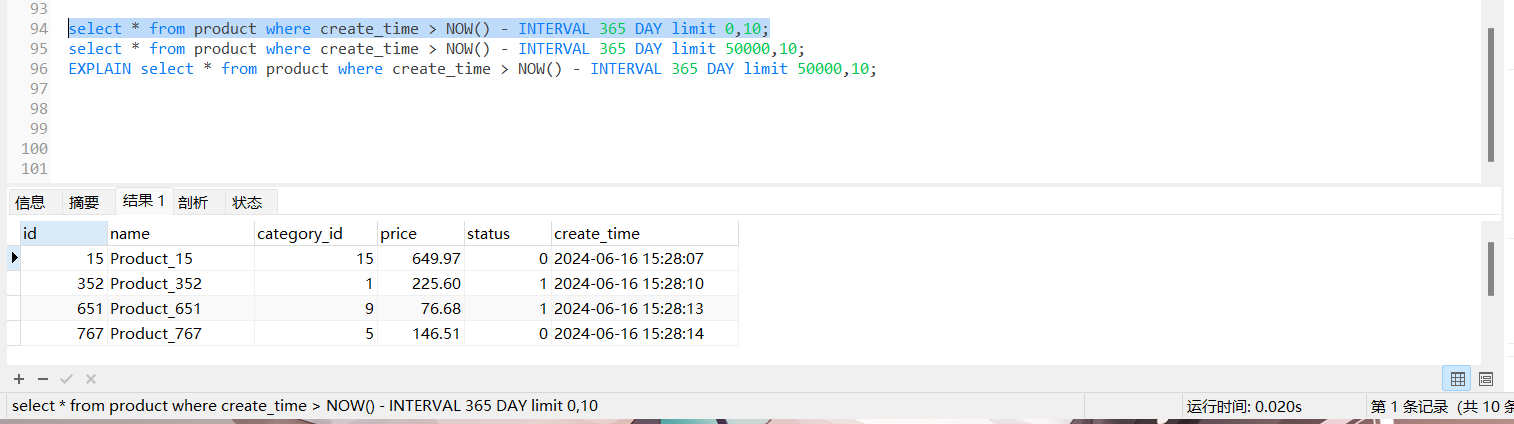 93
94 select * from product where create_time > NOW() - INTERVAL 365 DAY limit 0,10;
95 select * from product where create_time > NOW() - INTERVAL 365 DAY limit 50000,10;
96 EXPLAIN select * from product where create_time > NOW() - INTERVAL 365 DAY limit 50000,10;
97
98
99
100
101
信息 摘要 结果 1 剖析 状态
id name category_id price status create_time
15 Product_15 15 649.97 0 2024-06-16 15:28:07
352 Product_352 1 225.60 1 2024-06-16 15:28:10
651 Product_651 9 76.68 1 2024-06-16 15:28:13
767 Product_767 5 146.51 0 2024-06-16 15:28:14
select * from product where create_time > NOW() - INTERVAL 365 DAY limit 0,10 运行时间: 0.020s 第 1 条记录 (共 10 条